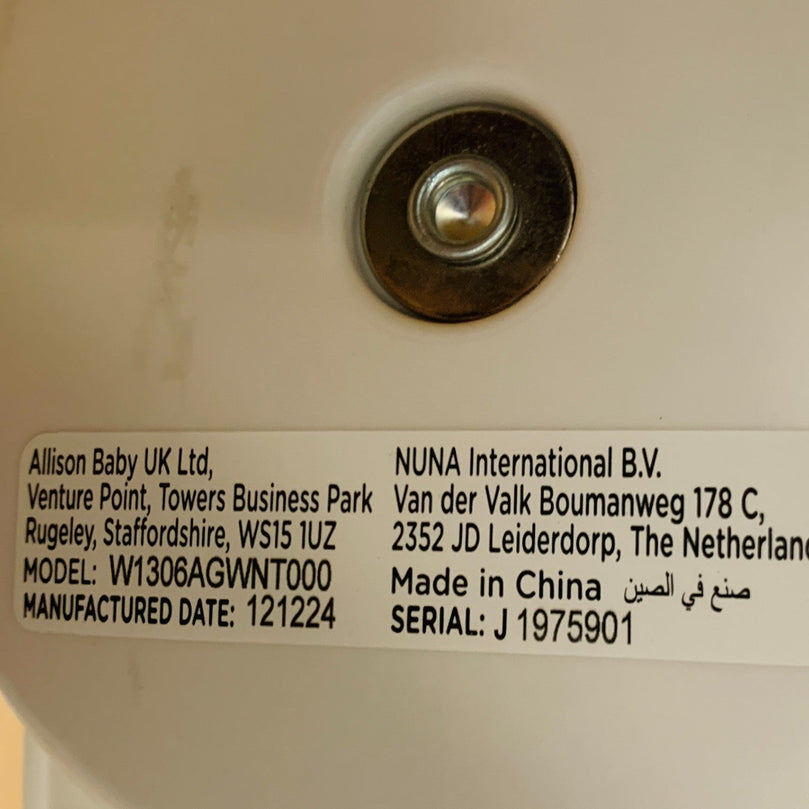 Allison Baby UK Ltd,
Venture Point, Towers Business Park
Rugeley, Staffordshire, WS15 1UZ
MODEL: W1306AGWNT000
MANUFACTURED DATE: 121224
NUNA International B.V.
Van der Valk Boumanweg 178 C,
2352 JD Leiderdorp, The Netherlan
Made in China صنع في الصين
SERIAL: J 1975901